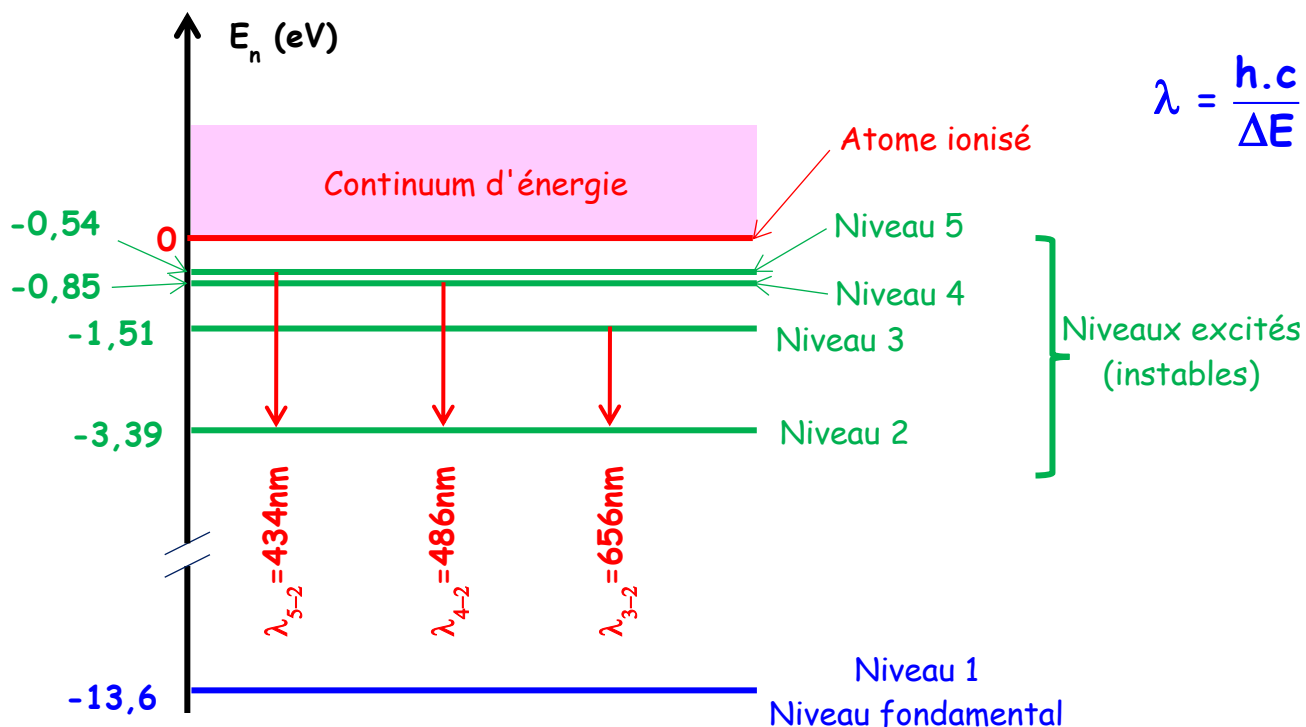 E_n (eV)
λ = h.c / ΔE
Atome ionisé
Continuum d'énergie
-0,54
0
Niveau 5
-0,85
Niveau 4
-1,51
Niveau 3
Niveaux excités
(instables)
-3,39
Niveau 2
λ5-2=434nm
λ4-2=486nm
λ3-2=656nm
-13,6
Niveau 1
Niveau fondamental